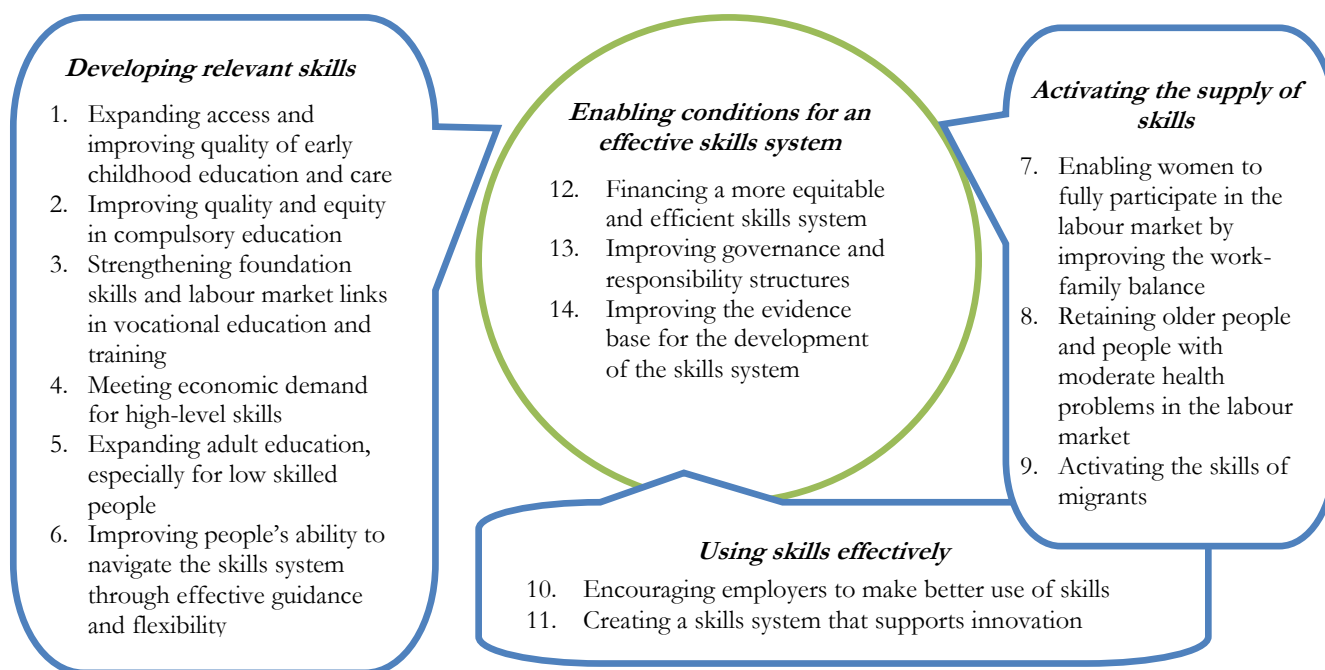 Developing relevant skills
1. Expanding access and
improving quality of early
childhood education and care
2. Improving quality and equity
in compulsory education
3. Strengthening foundation
skills and labour market links
in vocational education and
training
4. Meeting economic demand
for high-level skills
5. Expanding adult education,
especially for low skilled
people
6. Improving people’s ability to
navigate the skills system
through effective guidance
and flexibility
Enabling conditions for an
effective skills system
12. Financing a more equitable
and efficient skills system
13. Improving governance and
responsibility structures
14. Improving the evidence
base for the development
of the skills system
Activating the supply of
skills
7. Enabling women to
fully participate in the
labour market by
improving the work-
family balance
8. Retaining older people
and people with
moderate health
problems in the labour
market
9. Activating the skills of
migrants
Using skills effectively
10. Encouraging employers to make better use of skills
11. Creating a skills system that supports innovation